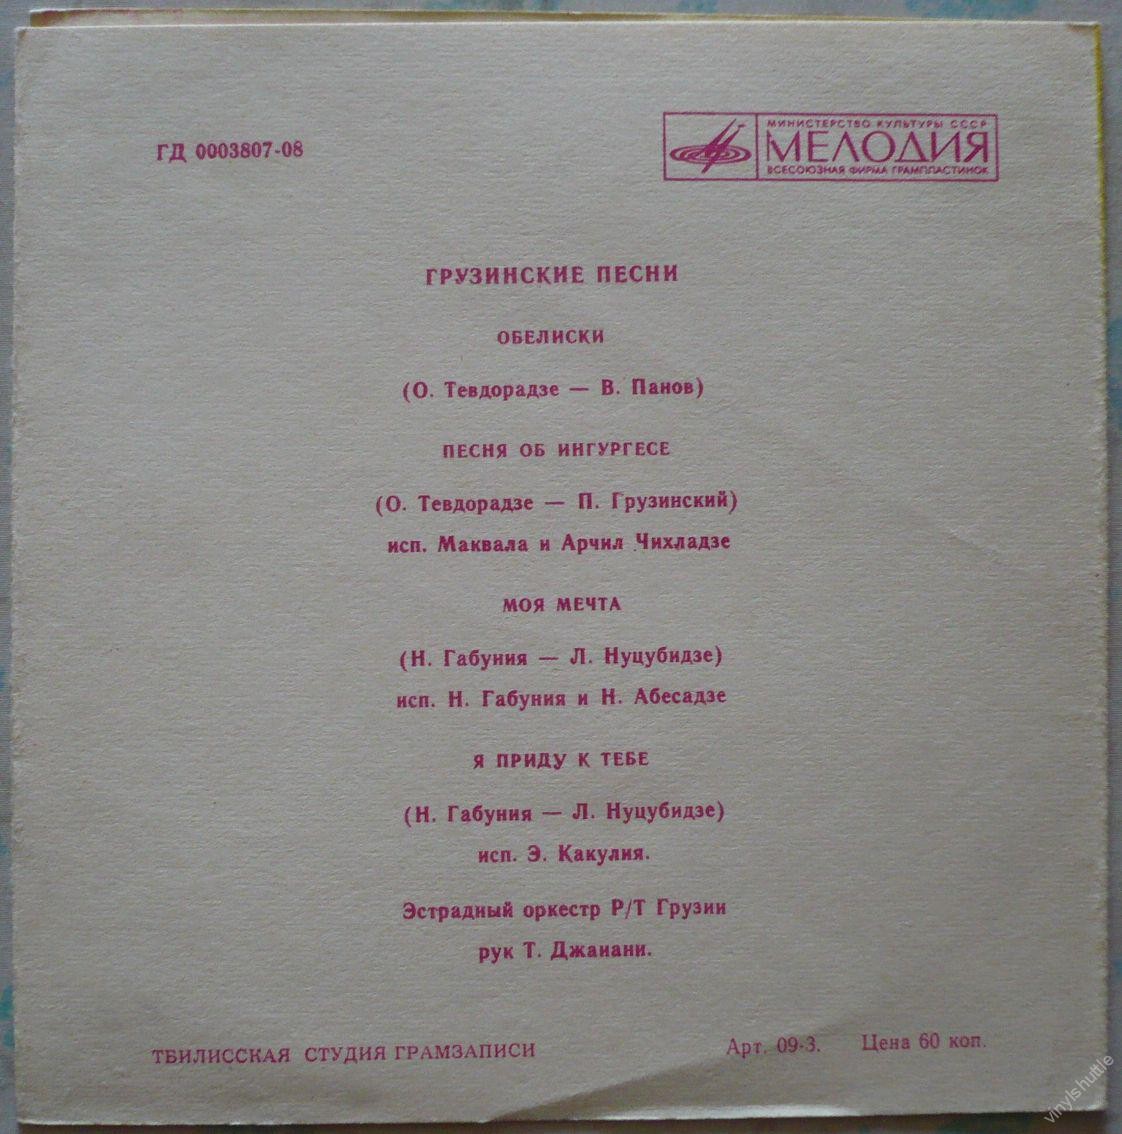 ГД 0003807-08
МИНИСТЕРСТВО КУЛЬТУРЫ СССР
МЕЛОДИЯ
ВСЕСОЮЗНАЯ ФИРМА ГРАМПЛАСТИНОК
ГРУЗИНСКИЕ ПЕСНИ
ОБЕЛИСКИ
(О. Тевдорадзе — В. Панов)
ПЕСНЯ ОБ ИНГУРГЕСЕ
(О. Тевдорадзе — П. Грузинский)
исп. Маквала и Арчил Чихладзе
МОЯ МЕЧТА
(Н. Габуния — Л. Нуцубидзе)
исп. Н. Габуния и Н. Абесадзе
Я ПРИДУ К ТЕБЕ
(Н. Габуния — Л. Нуцубидзе)
исп. Э. Какулия.
Эстрадный оркестр Р/Т Грузии
рук Т. Джаиани.
ТБИЛИССКАЯ СТУДИЯ ГРАМЗАПИСИ
Арт. 09-3. Цена 60 коп.
vinylshuttle